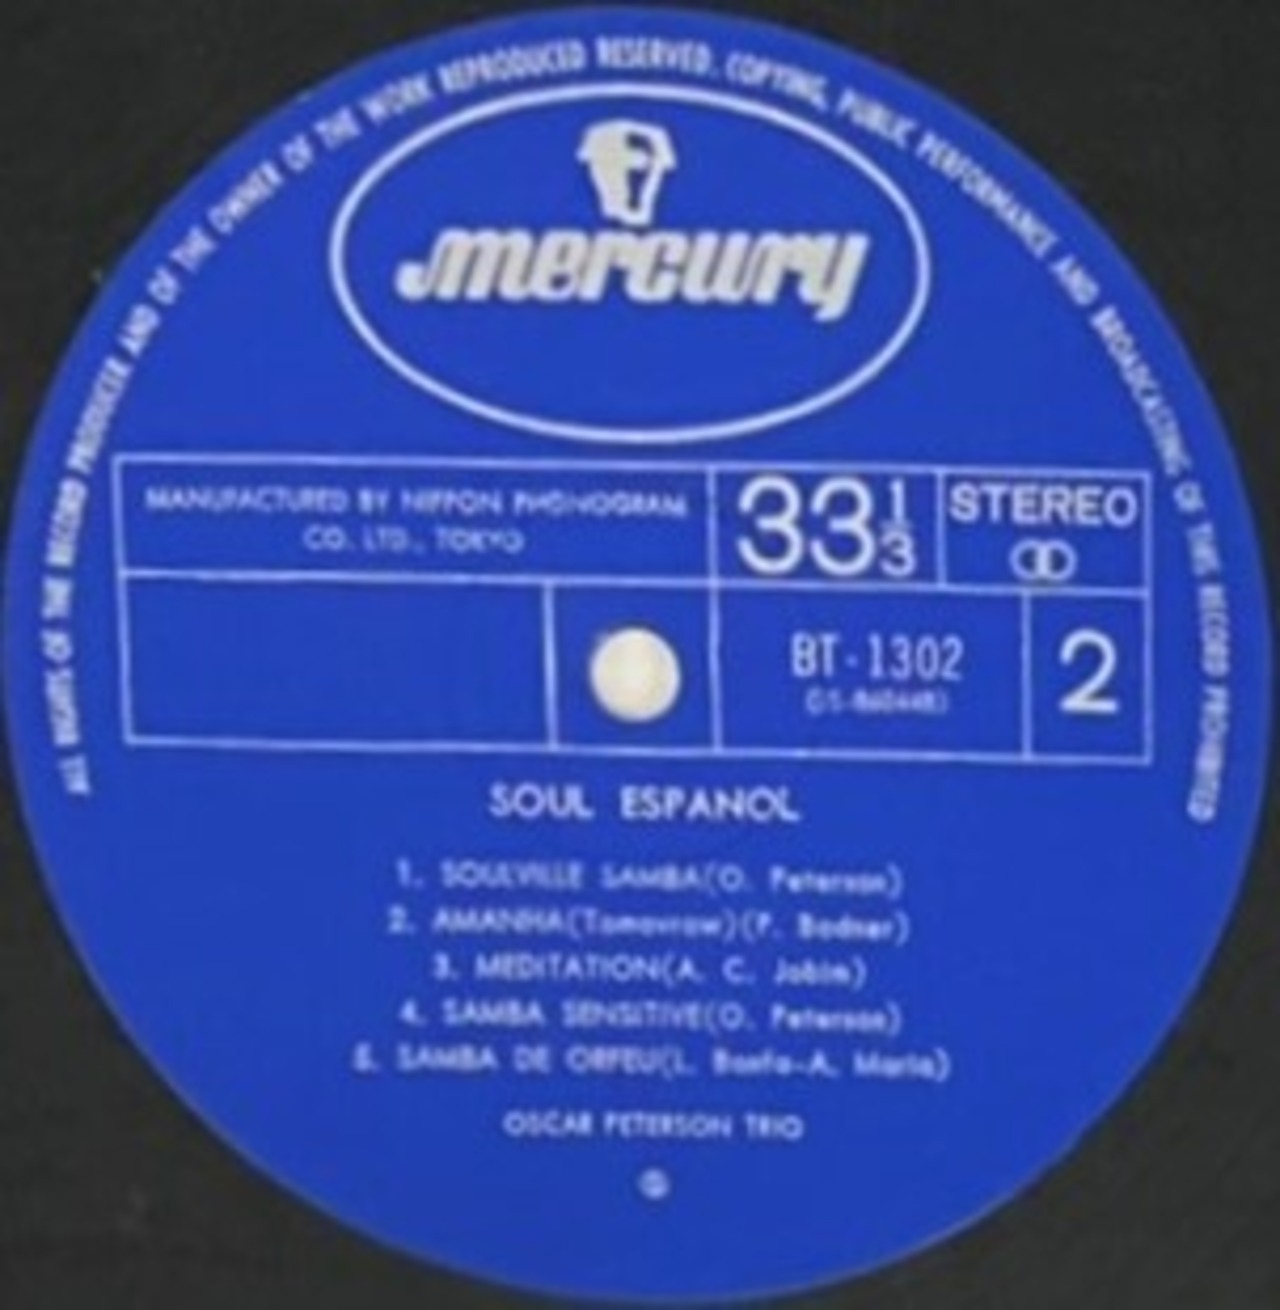 ALL RIGHTS OF THE RECORD PRODUCER AND OF THE OWNER OF THE WORK REPRODUCED RESERVED. COPYING, PUBLIC PERFORMANCE AND BROADCASTING OF THIS RECORD PROHIBITED
mercury
MANUFACTURED BY NIPPON PHONOGRAM
CO. LTD., TOKYO
33 1/3
STEREO
BT-1302
2
SOUL ESPANOL
1. SOULVILLE SAMBA(O. Peterson)
2. AMANHA(Tomorrow)(P. Bodner)
3. MEDITATION(A. C. Jobim)
4. SAMBA SENSITIVE(O. Peterson)
5. SAMBA DE ORFEU(L. Bonfa-A. Maria)
OSCAR PETERSON TRIO